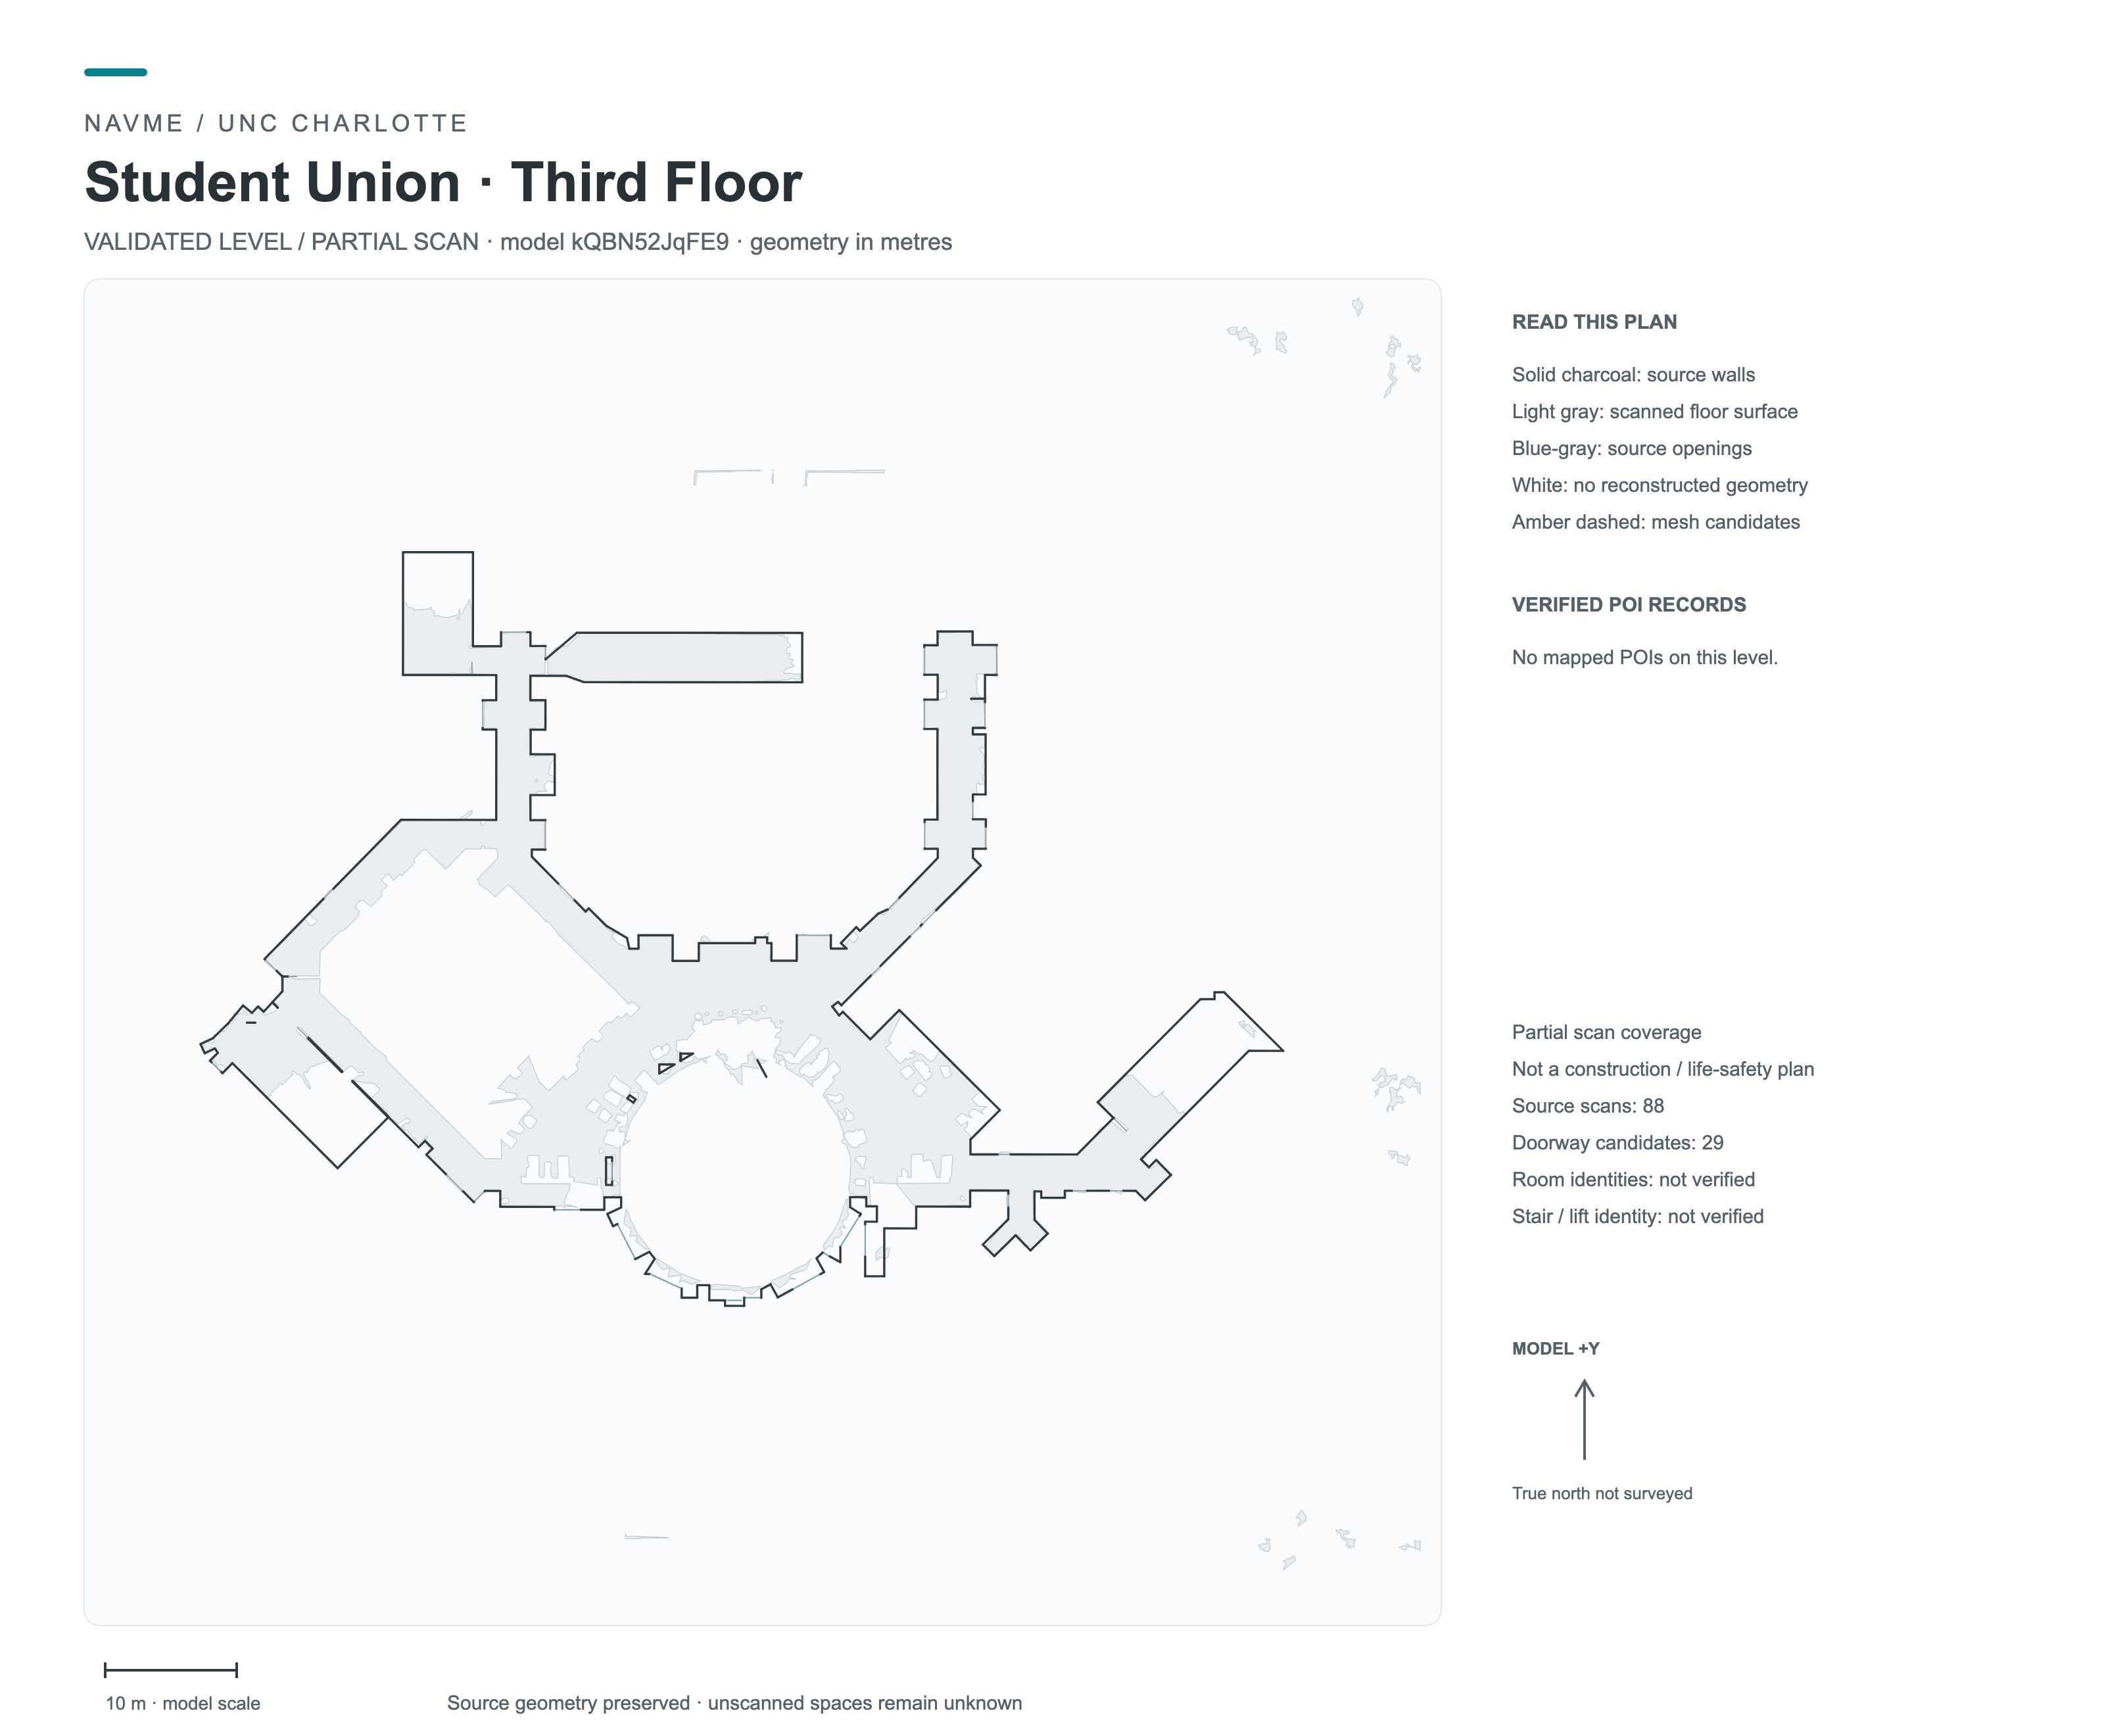 NAVME / UNC CHARLOTTE
Student Union · Third Floor
VALIDATED LEVEL / PARTIAL SCAN · model kQBN52JqFE9 · geometry in metres
READ THIS PLAN
Solid charcoal: source walls
Light gray: scanned floor surface
Blue-gray: source openings
White: no reconstructed geometry
Amber dashed: mesh candidates
VERIFIED POI RECORDS
No mapped POIs on this level.
Partial scan coverage
Not a construction / life-safety plan
Source scans: 88
Doorway candidates: 29
Room identities: not verified
Stair / lift identity: not verified
MODEL +Y
True north not surveyed
10 m · model scale
Source geometry preserved · unscanned spaces remain unknown